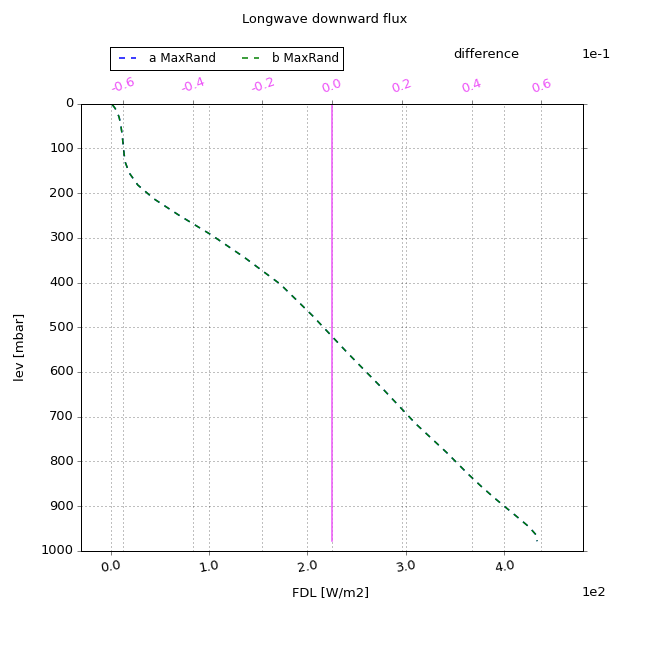 Longwave downward flux
a MaxRand b MaxRand
difference 1e-1
-0.6 -0.4 -0.2 0.0 0.2 0.4 0.6
0
100
200
300
400
500
600
700
800
900
1000
lev [mbar]
0.0 1.0 2.0 3.0 4.0
FDL [W/m2] 1e2